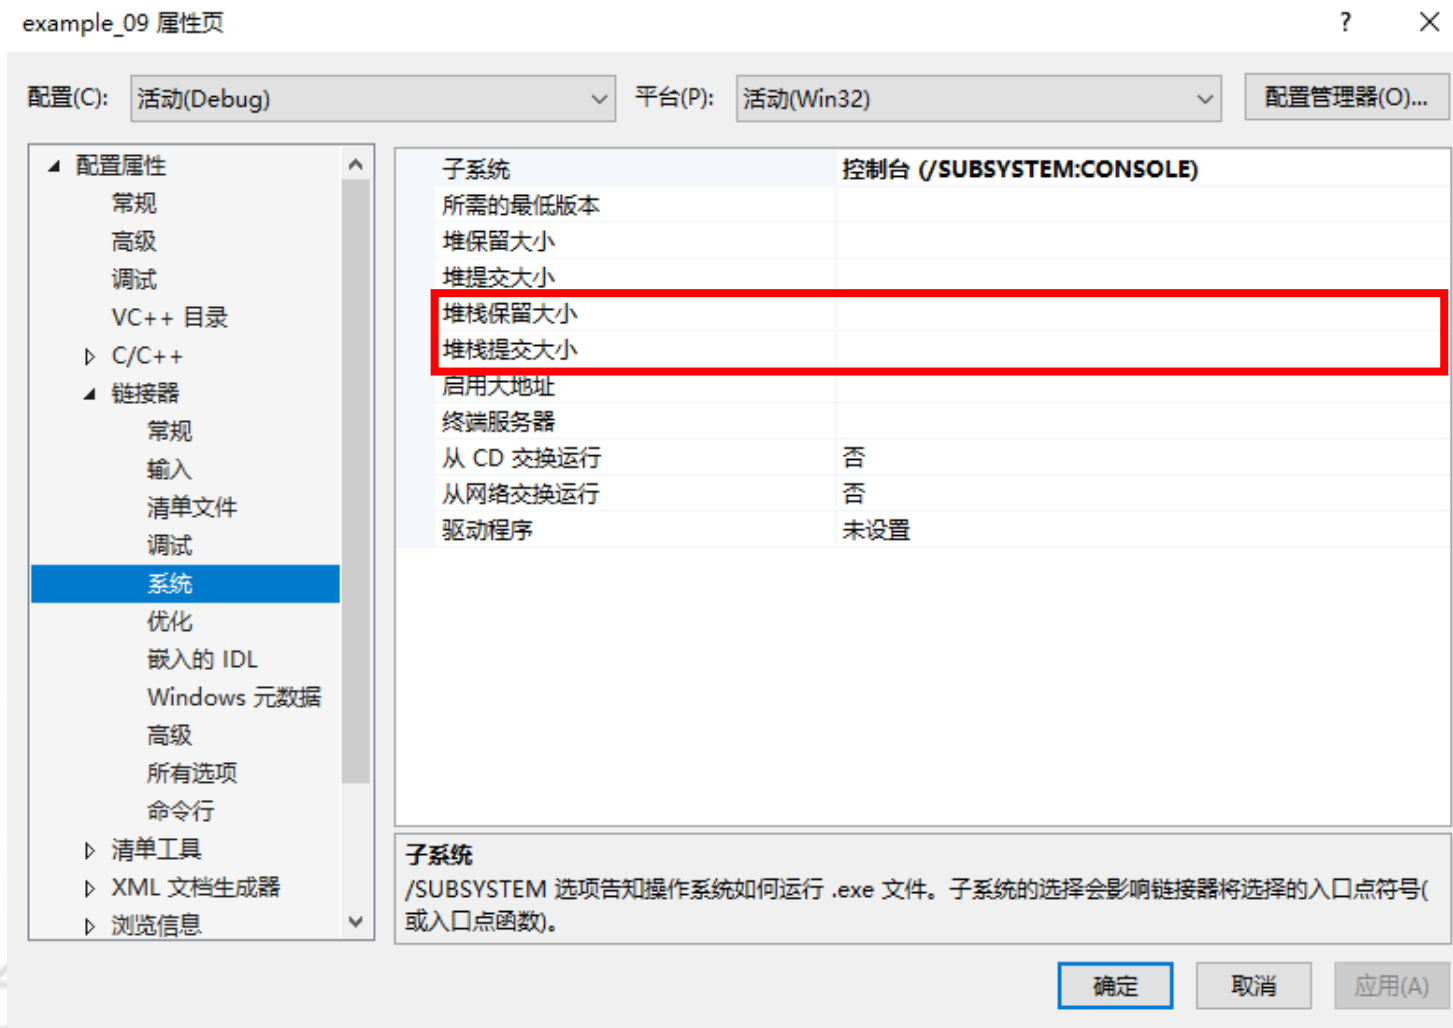 example_09 属性页
?
配置(C): 活动(Debug) 平台(P): 活动(Win32) 配置管理器(O)...
配置属性
常规
高级
调试
VC++ 目录
C/C++
链接器
常规
输入
清单文件
调试
系统
优化
嵌入的 IDL
Windows 元数据
高级
所有选项
命令行
清单工具
XML 文档生成器
浏览信息
子系统 控制台 (/SUBSYSTEM:CONSOLE)
所需的最低版本
堆保留大小
堆提交大小
堆栈保留大小
堆栈提交大小
启用大地址
终端服务器
从 CD 交换运行 否
从网络交换运行 否
驱动程序 未设置
子系统
/SUBSYSTEM 选项告知操作系统如何运行 .exe 文件。子系统的选择会影响链接器将选择的入口点符号(
或入口点函数)。
确定 取消 应用(A)